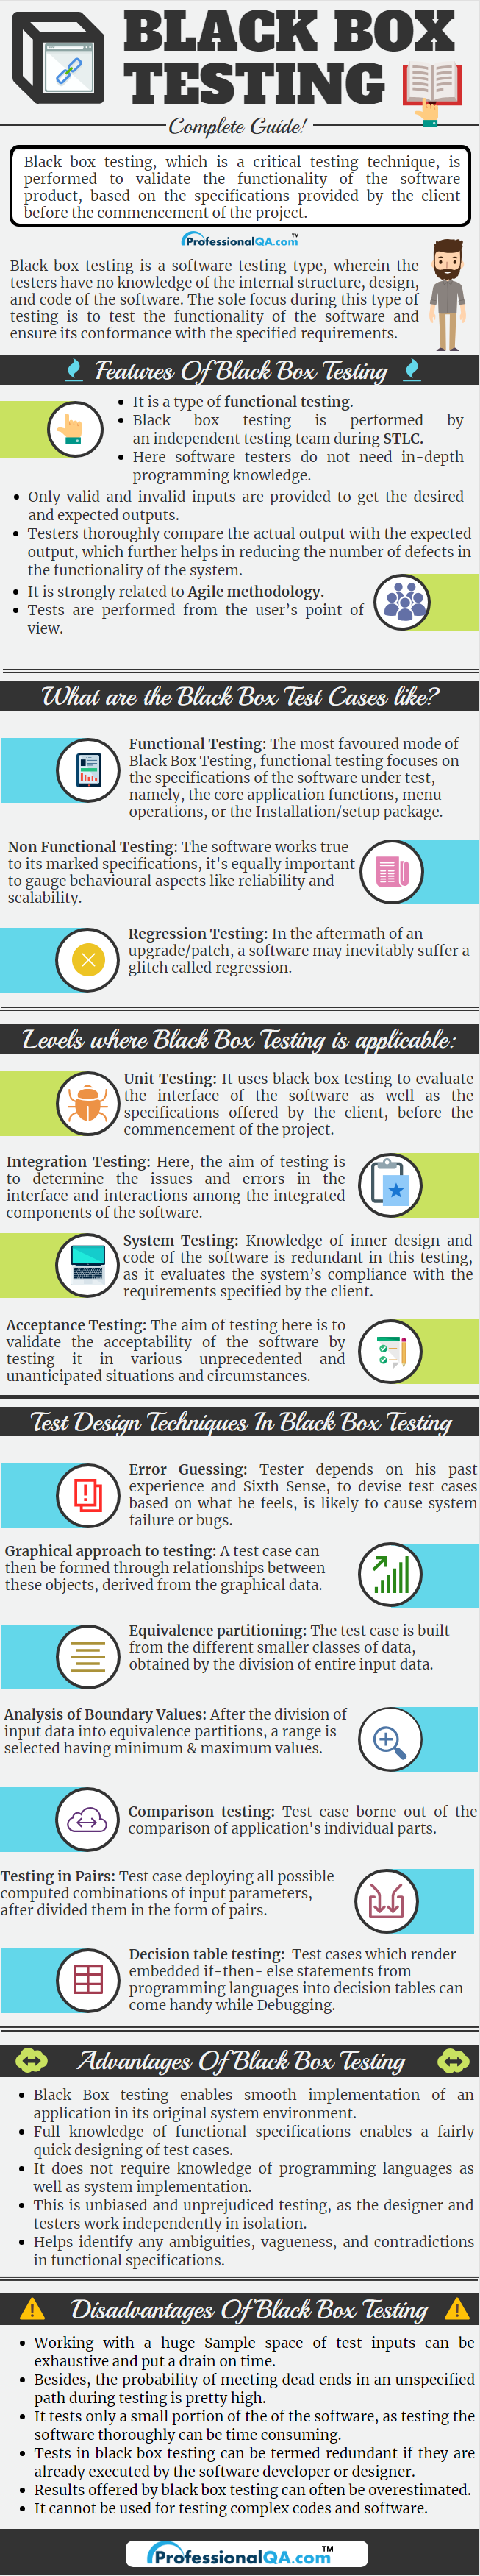 BLACK BOX
TESTING
Complete Guide!
Black box testing, which is a critical testing technique, is
performed to validate the functionality of the software
product, based on the specifications provided by the client
before the commencement of the project.
ProfessionalQA.com™
Black box testing is a software testing type, wherein the
testers have no knowledge of the internal structure, design,
and code of the software. The sole focus during this type of
testing is to test the functionality of the software and
ensure its conformance with the specified requirements.
Features Of Black Box Testing
• It is a type of functional testing.
• Black box testing is performed by
an independent testing team during STLC.
• Here software testers do not need in-depth
programming knowledge.
• Only valid and invalid inputs are provided to get the desired
and expected outputs.
• Testers thoroughly compare the actual output with the expected
output, which further helps in reducing the number of defects in
the functionality of the system.
• It is strongly related to Agile methodology.
• Tests are performed from the user's point of
view.
What are the Black Box Test Cases like?
Functional Testing: The most favoured mode of
Black Box Testing, functional testing focuses on
the specifications of the software under test,
namely, the core application functions, menu
operations, or the Installation/setup package.
Non Functional Testing: The software works true
to its marked specifications, it's equally important
to gauge behavioural aspects like reliability and
scalability.
Regression Testing: In the aftermath of an
upgrade/patch, a software may inevitably suffer a
glitch called regression.
Levels where Black Box Testing is applicable:
Unit Testing: It uses black box testing to evaluate
the interface of the software as well as the
specifications offered by the client, before the
commencement of the project.
Integration Testing: Here, the aim of testing is
to determine the issues and errors in the
interface and interactions among the integrated
components of the software.
System Testing: Knowledge of inner design and
code of the software is redundant in this testing,
as it evaluates the system's compliance with the
requirements specified by the client.
Acceptance Testing: The aim of testing here is to
validate the acceptability of the software by
testing it in various unprecedented and
unanticipated situations and circumstances.
Test Design Techniques In Black Box Testing
Error Guessing: Tester depends on his past
experience and Sixth Sense, to devise test cases
based on what he feels, is likely to cause system
failure or bugs.
Graphical approach to testing: A test case can
then be formed through relationships between
these objects, derived from the graphical data.
Equivalence partitioning: The test case is built
from the different smaller classes of data,
obtained by the division of entire input data.
Analysis of Boundary Values: After the division of
input data into equivalence partitions, a range is
selected having minimum & maximum values.
Comparison testing: Test case borne out of the
comparison of application's individual parts.
Testing in Pairs: Test case deploying all possible
computed combinations of input parameters,
after divided them in the form of pairs.
Decision table testing: Test cases which render
embedded if-then- else statements from
programming languages into decision tables can
come handy while Debugging.
Advantages Of Black Box Testing
• Black Box testing enables smooth implementation of an
application in its original system environment.
• Full knowledge of functional specifications enables a fairly
quick designing of test cases.
• It does not require knowledge of programming languages as
well as system implementation.
• This is unbiased and unprejudiced testing, as the designer and
testers work independently in isolation.
• Helps identify any ambiguities, vagueness, and contradictions
in functional specifications.
Disadvantages Of Black Box Testing
• Working with a huge Sample space of test inputs can be
exhaustive and put a drain on time.
• Besides, the probability of meeting dead ends in an unspecified
path during testing is pretty high.
• It tests only a small portion of the of the software, as testing the
software thoroughly can be time consuming.
• Tests in black box testing can be termed redundant if they are
already executed by the software developer or designer.
• Results offered by black box testing can often be overestimated.
• It cannot be used for testing complex codes and software.
ProfessionalQA.com™